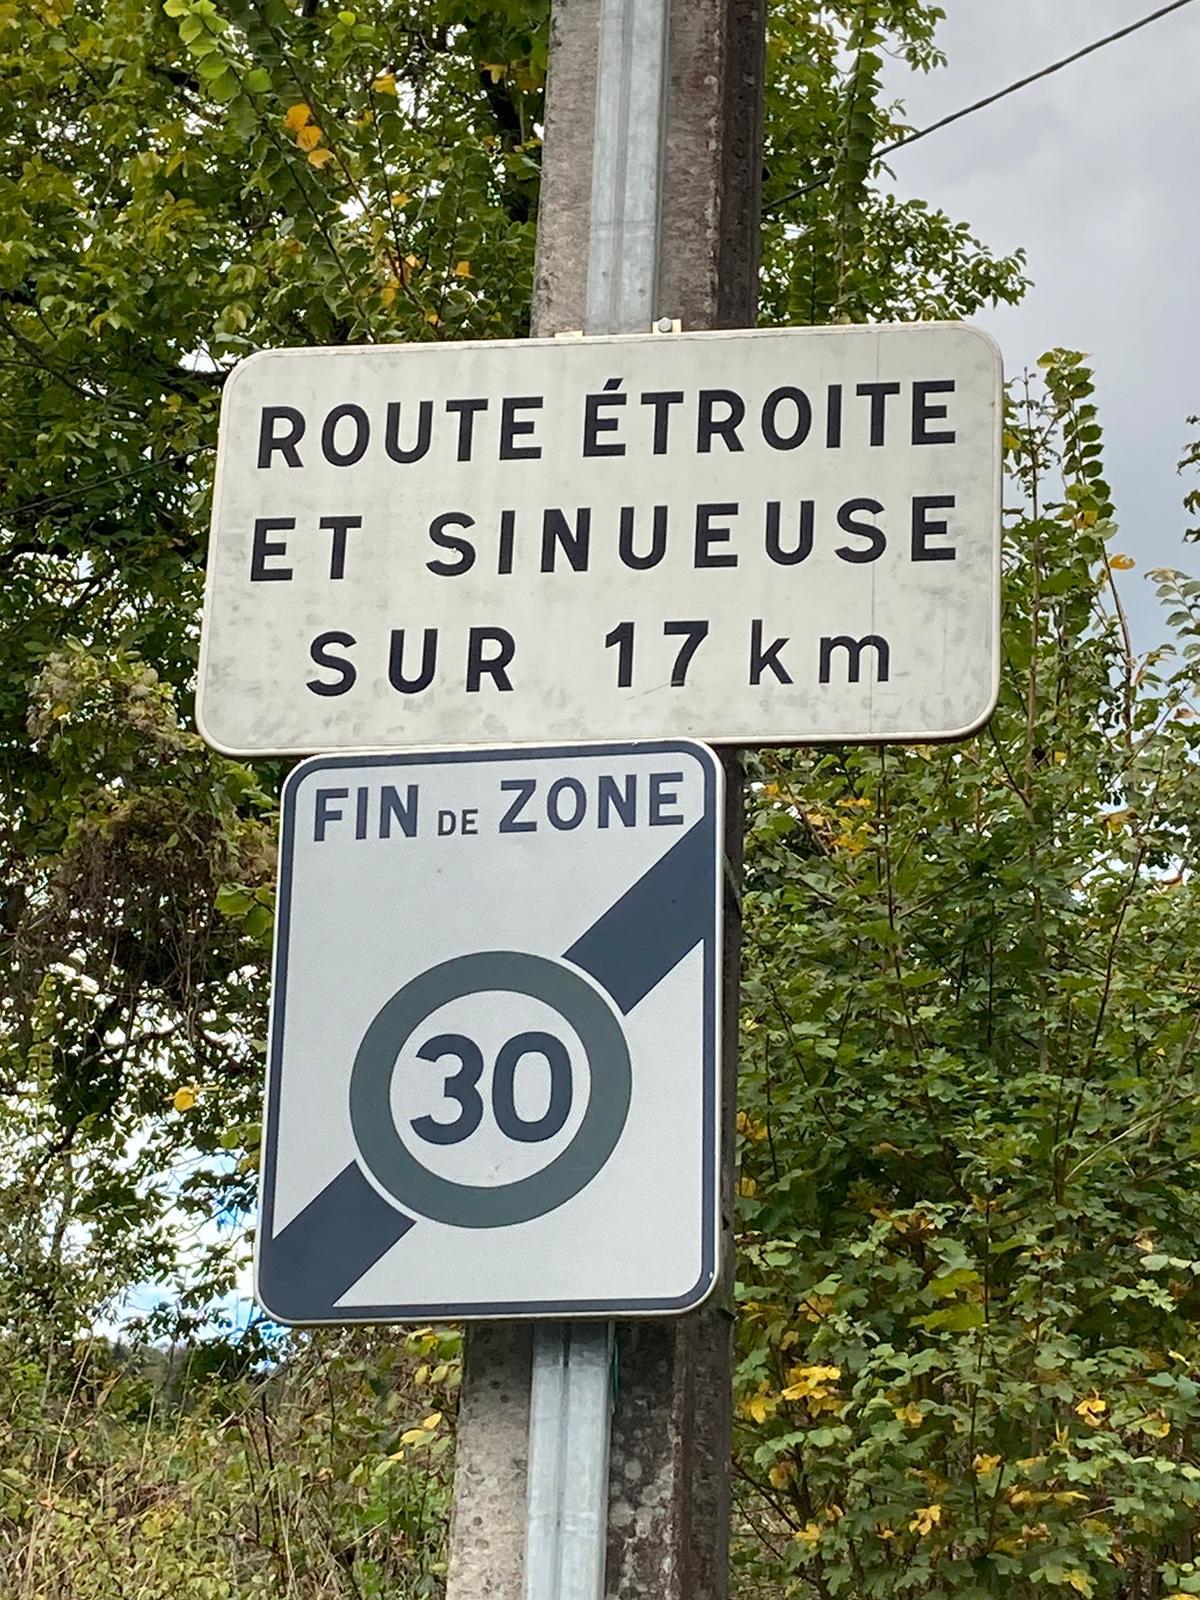 ROUTE ÉTROITE
ET SINUEUSE
SUR 17 km
FIN DE ZONE
30